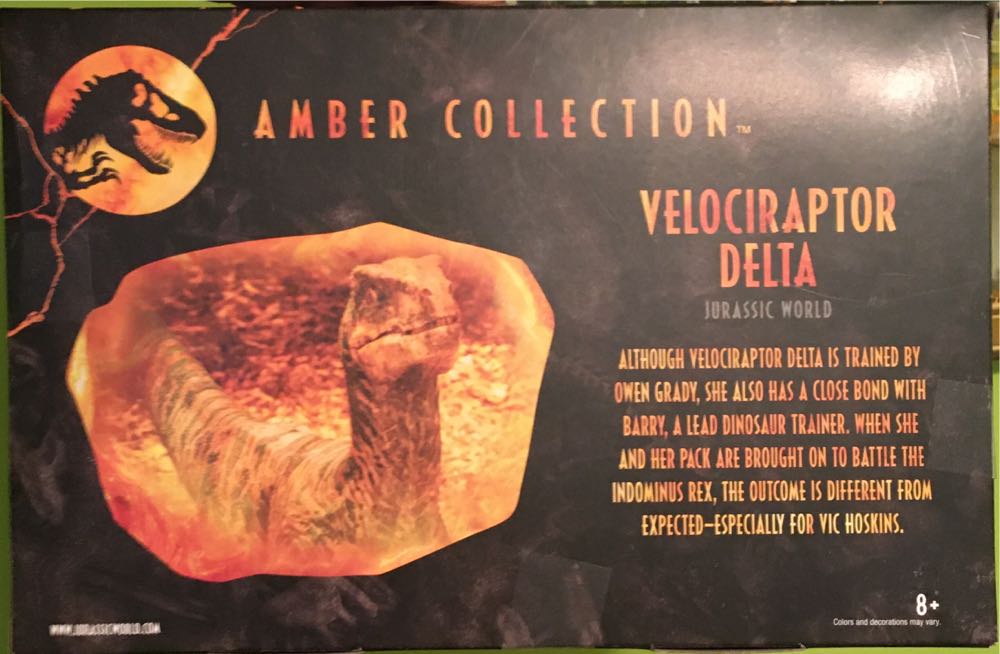 AMBER COLLECTION™
VELOCIRAPTOR
DELTA
JURASSIC WORLD
ALTHOUGH VELOCIRAPTOR DELTA IS TRAINED BY
OWEN GRADY, SHE ALSO HAS A CLOSE BOND WITH
BARRY, A LEAD DINOSAUR TRAINER. WHEN SHE
AND HER PACK ARE BROUGHT ON TO BATTLE THE
INDOMINUS REX, THE OUTCOME IS DIFFERENT FROM
EXPECTED–ESPECIALLY FOR VIC HOSKINS.
WWW.JURASSICWORLD.COM
8+
Colors and decorations may vary.